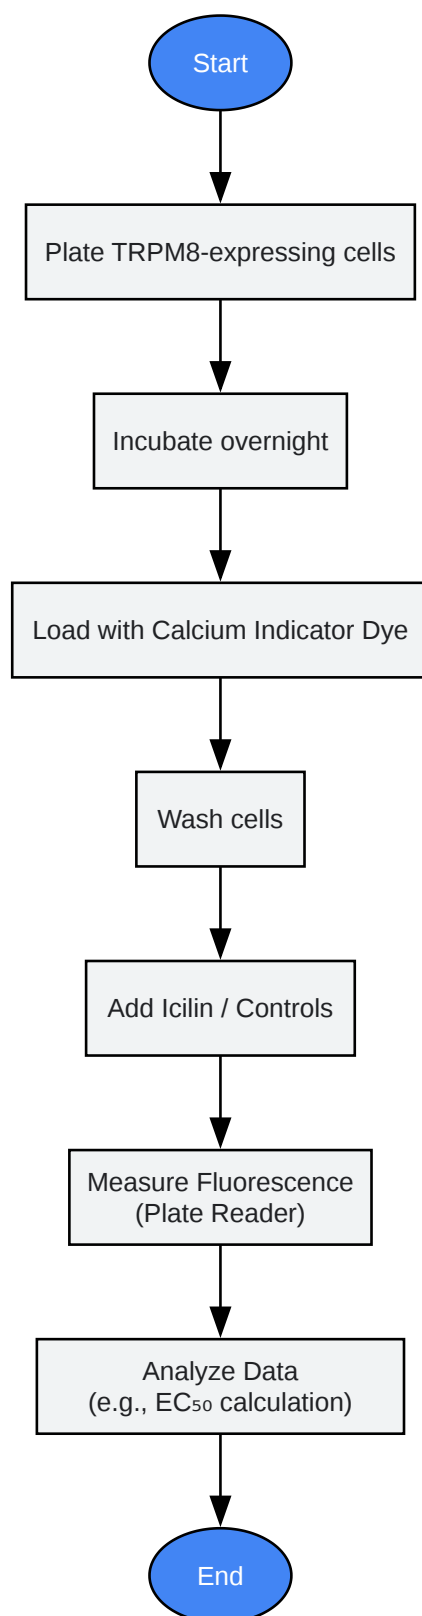 Start
Plate TRPM8-expressing cells
Incubate overnight
Load with Calcium Indicator Dye
Wash cells
Add Icilin / Controls
Measure Fluorescence
(Plate Reader)
Analyze Data
(e.g., EC₅₀ calculation)
End